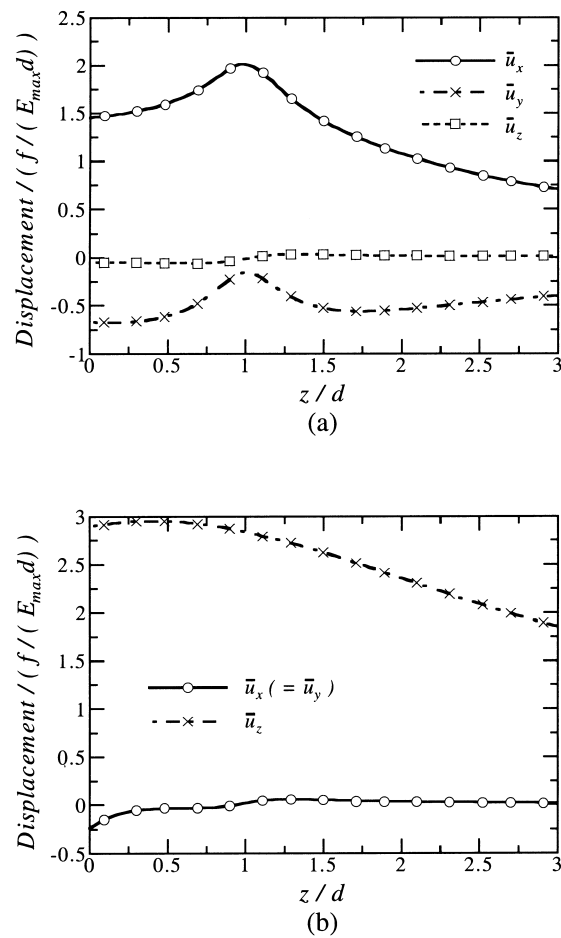 2.5
2
1.5
1
0.5
0
-0.5
-1
Displacement / ( f / ( E_max d ) )
ū_x
ū_y
ū_z
0 0.5 1 1.5 2 2.5 3
z / d
(a)
3
2.5
2
1.5
1
0.5
0
-0.5
Displacement / ( f / ( E_max d ) )
ū_x ( = ū_y )
ū_z
0 0.5 1 1.5 2 2.5 3
z / d
(b)